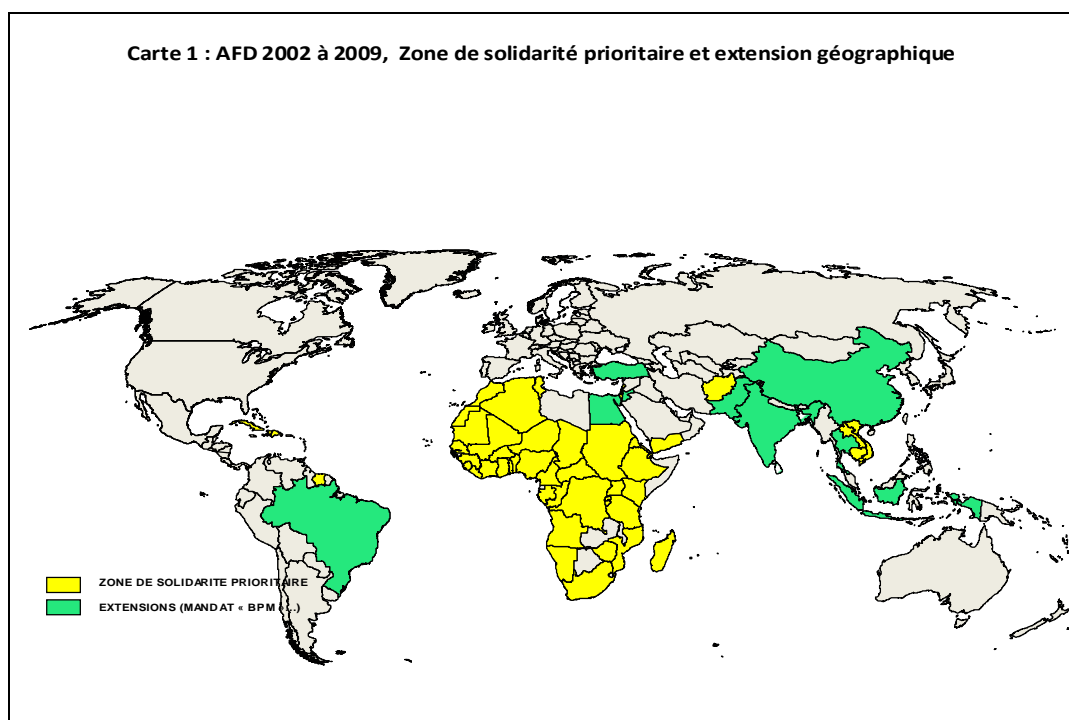 Carte 1 : AFD 2002 à 2009, Zone de solidarité prioritaire et extension géographique
ZONE DE SOLIDARITE PRIORITAIRE
EXTENSIONS (MANDAT « BPM »...)